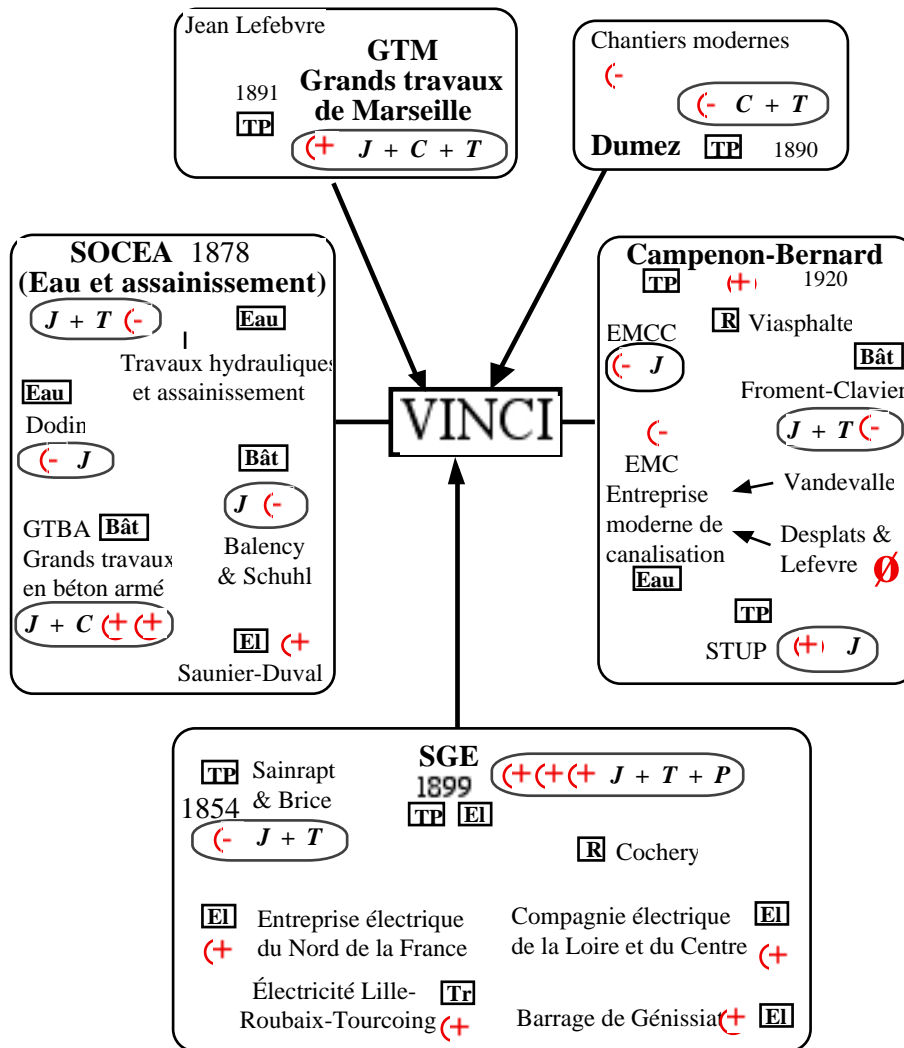 Jean Lefebvre
GTM
Grands travaux
de Marseille
1891
TP
(+ J + C + T
Chantiers modernes
(-
(- C + T
Dumez TP 1890
SOCEA 1878
(Eau et assainissement)
J + T (-
Eau
Travaux hydrauliques
et assainissement
Eau
Dodin
(- J
Bât
J (-
Balency
& Schuhl
GTBA Bât
Grands travaux
en béton armé
J + C (+ (+
El (+
Saunier-Duval
VINCI
Campenon-Bernard
TP (+) 1920
R Viasphalte
EMCC
(- J
Bât
Froment-Clavier
J + T (-
(-
EMC
Entreprise
moderne de
canalisation
Eau
Vandevalle
Desplats &
Lefevre Ø
TP
STUP (+) J
SGE
1899
TP El
(+ (+ (+ J + T + P
TP Sainrapt
1854 & Brice
(- J + T
R Cochery
El Entreprise électrique
(+ du Nord de la France
Compagnie électrique El
de la Loire et du Centre (+
Électricité Lille- Tr
Roubaix-Tourcoing (+
Barrage de Génissiat (+ El